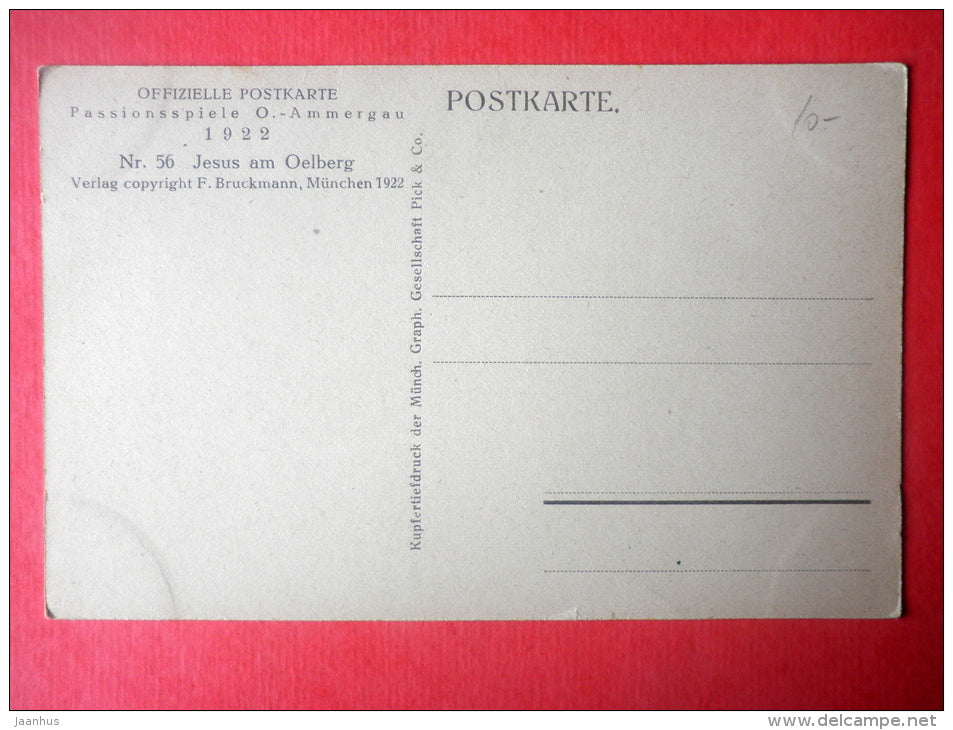 OFFIZIELLE POSTKARTE
Passionsspiele O.-Ammergau
1922
Nr. 56 Jesus am Oelberg
Verlag copyright F. Bruckmann, München 1922
Kupfertiefdruck der Münch. Graph. Gesellschaft Pick & Co.
POSTKARTE.
10-
Jaanhus
www.delcampe.net